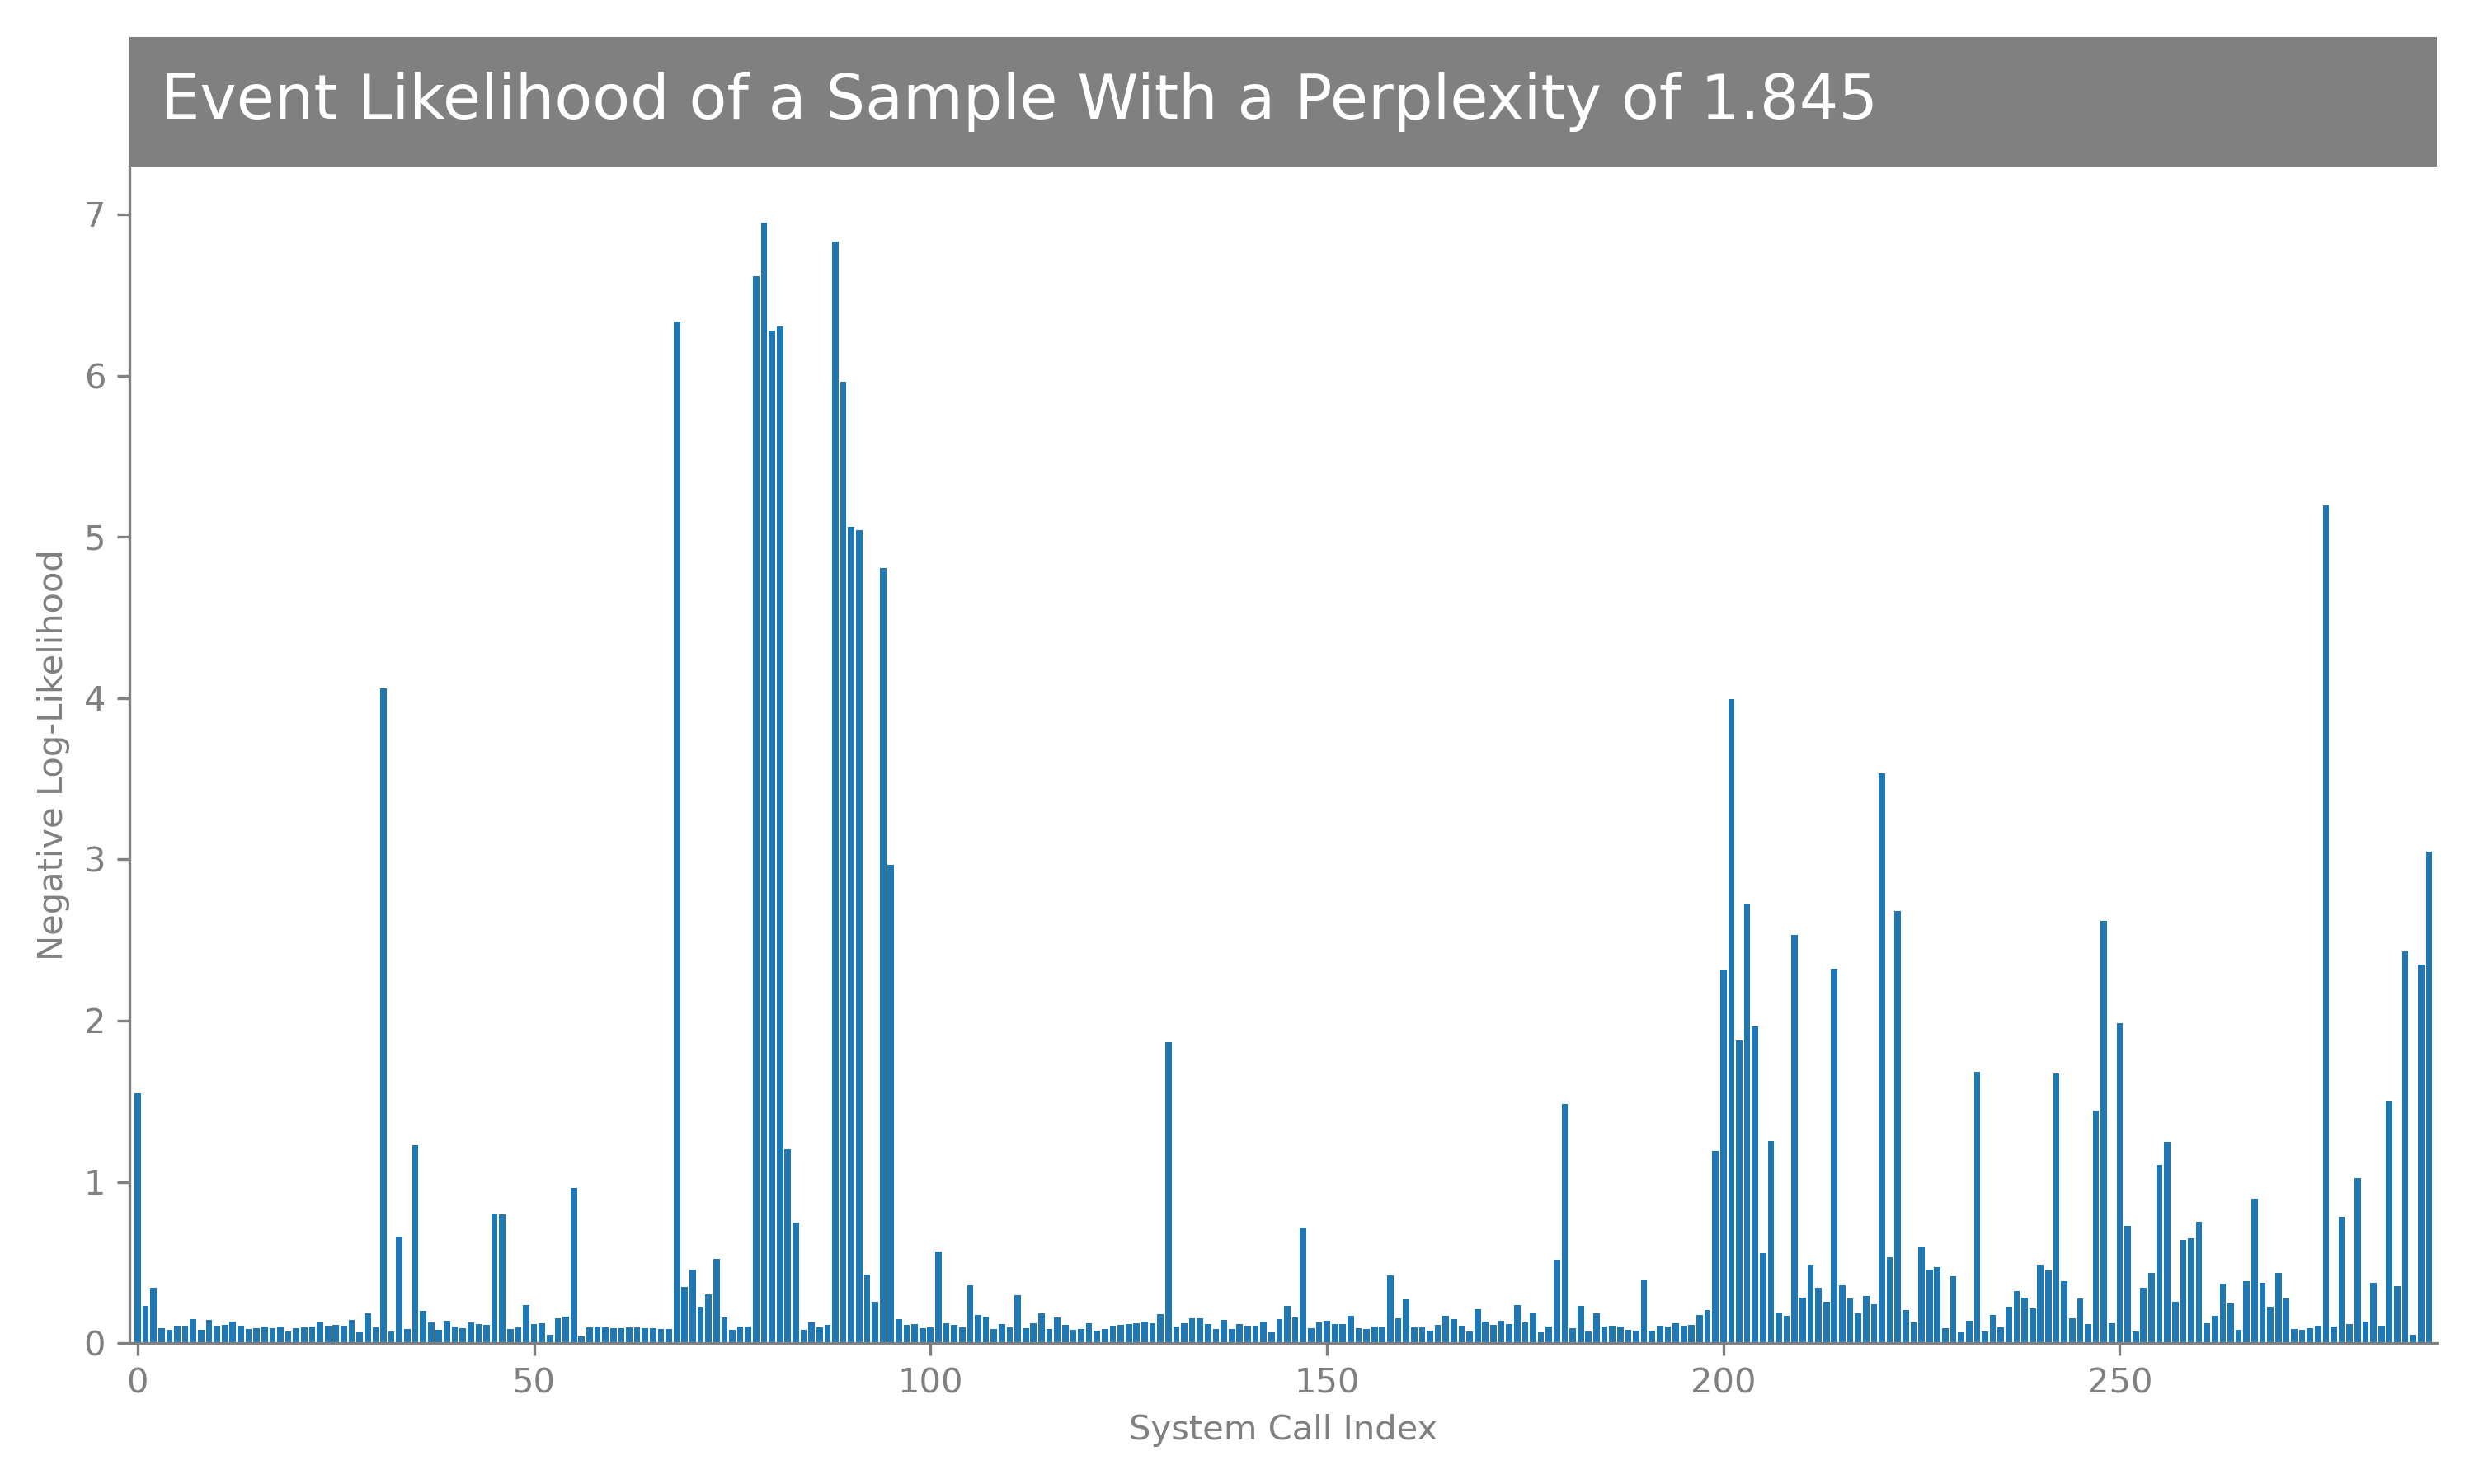 Event Likelihood of a Sample With a Perplexity of 1.845
7
6
5
4
3
2
1
0
Negative Log-Likelihood
0 50 100 150 200 250
System Call Index